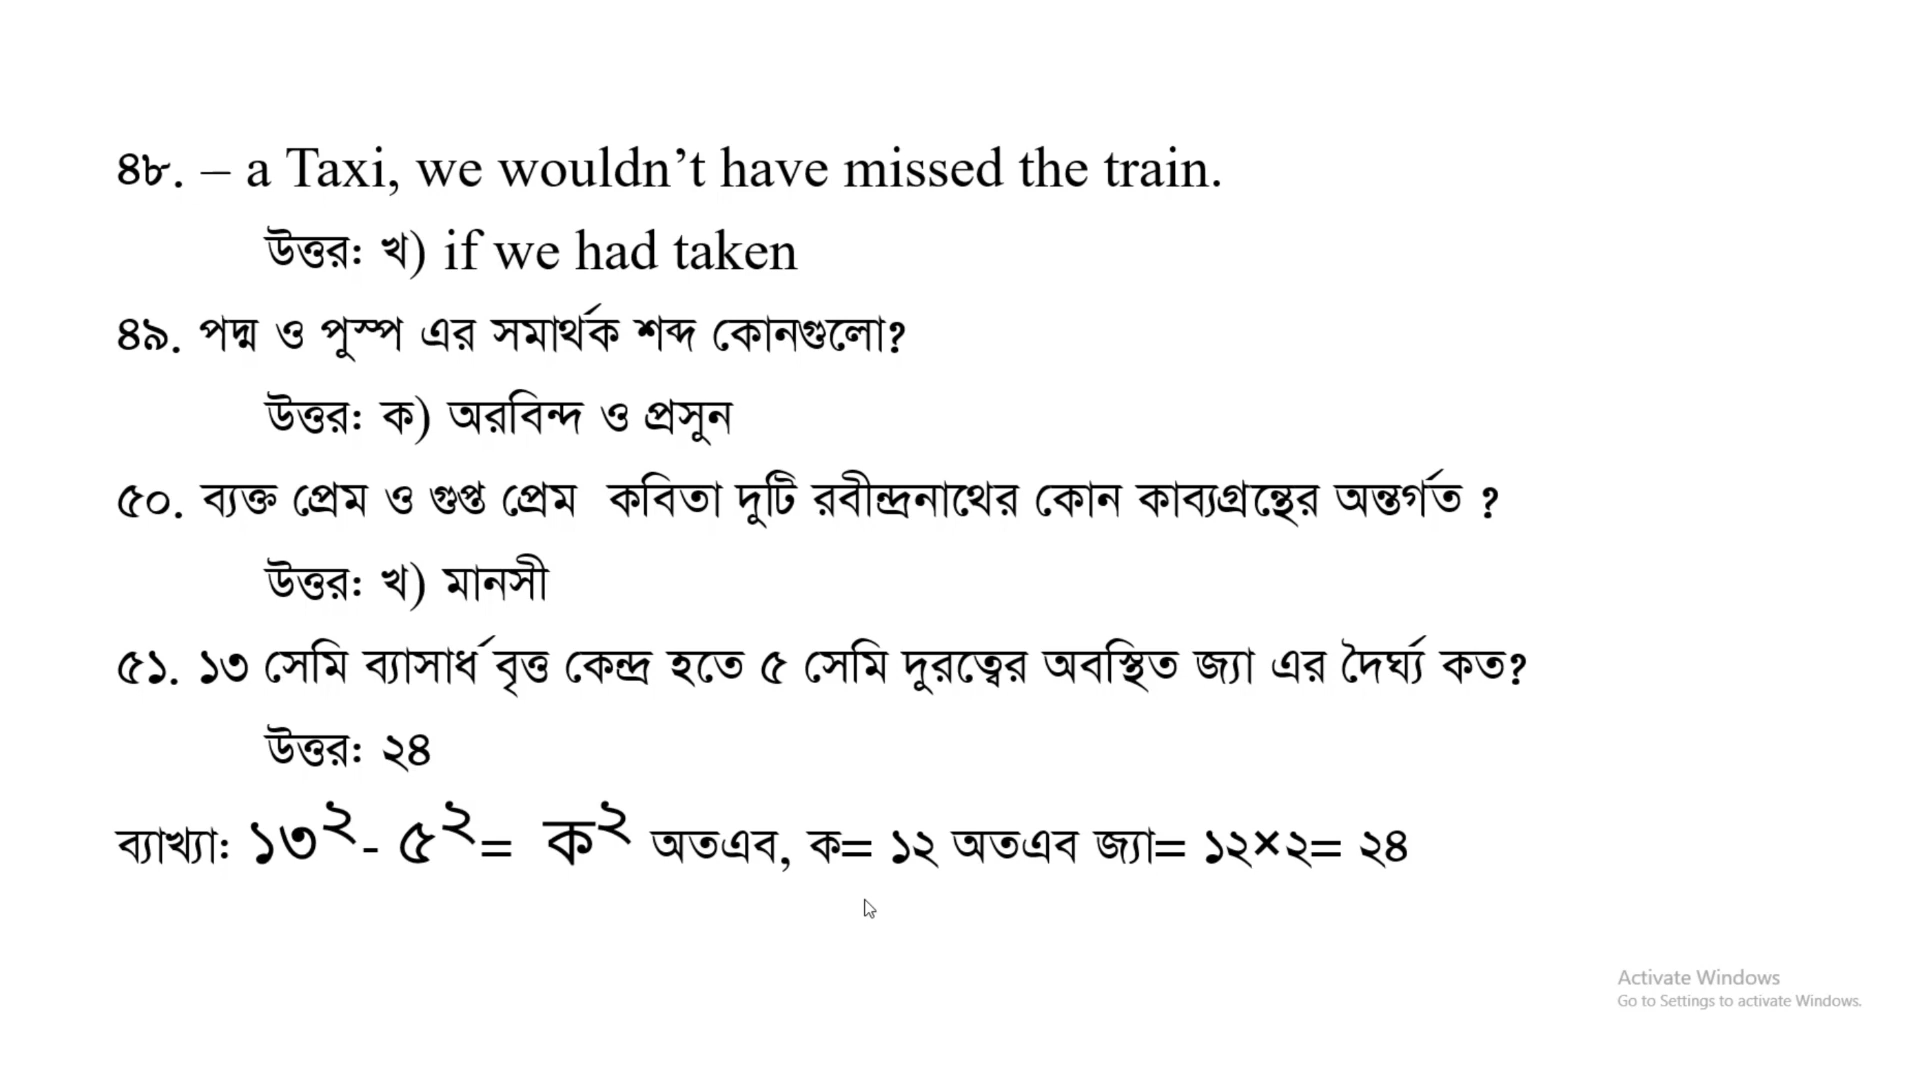 ৪৮. – a Taxi, we wouldn’t have missed the train.
উত্তর: খ) if we had taken
৪৯. পদ্ম ও পুস্প এর সমার্থক শব্দ কোনগুলো?
উত্তর: ক) অরবিন্দ ও প্রসুন
৫০. ব্যক্ত প্রেম ও গুপ্ত প্রেম কবিতা দুটি রবীন্দ্রনাথের কোন কাব্যগ্রন্থের অন্তর্গত ?
উত্তর: খ) মানসী
৫১. ১৩ সেমি ব্যাসার্ধ বৃত্ত কেন্দ্র হতে ৫ সেমি দুরত্বের অবস্থিত জ্যা এর দৈর্ঘ্য কত?
উত্তর: ২৪
ব্যাখ্যা: ১৩²- ৫²= ক² অতএব, ক= ১২ অতএব জ্যা= ১২×২= ২৪
Activate Windows
Go to Settings to activate Windows.